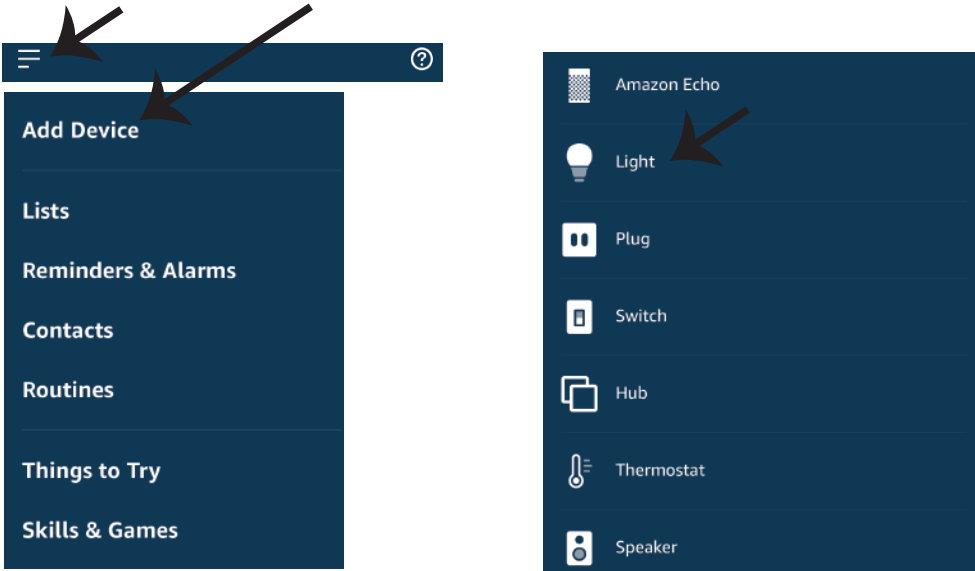 ?
Add Device
Lists
Reminders & Alarms
Contacts
Routines
Things to Try
Skills & Games
Amazon Echo
Light
Plug
Switch
Hub
Thermostat
Speaker